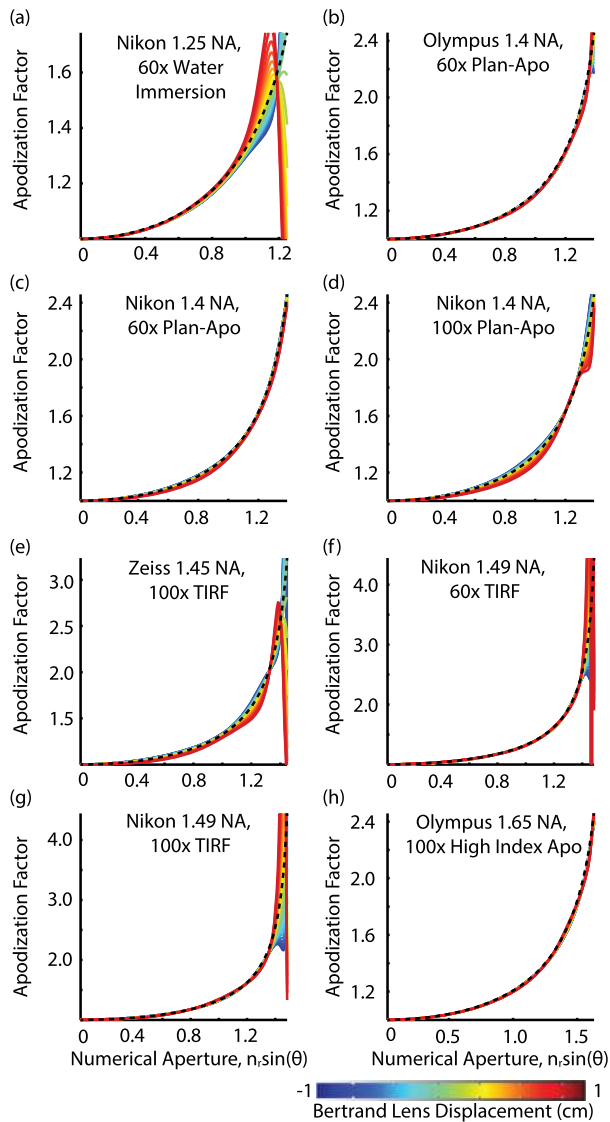 (a)
Nikon 1.25 NA,
60x Water
Immersion
Apodization Factor
1.6
1.4
1.2
0 0.4 0.8 1.2
(b)
Olympus 1.4 NA,
60x Plan-Apo
Apodization Factor
2.4
2.0
1.6
1.2
0 0.4 0.8 1.2
(c)
Nikon 1.4 NA,
60x Plan-Apo
Apodization Factor
2.4
2.0
1.6
1.2
0 0.4 0.8 1.2
(d)
Nikon 1.4 NA,
100x Plan-Apo
Apodization Factor
2.4
2.0
1.6
1.2
0 0.4 0.8 1.2
(e)
Zeiss 1.45 NA,
100x TIRF
Apodization Factor
3.0
2.5
2.0
1.5
0 0.4 0.8 1.2
(f)
Nikon 1.49 NA,
60x TIRF
Apodization Factor
4.0
3.0
2.0
0 0.4 0.8 1.2
(g)
Nikon 1.49 NA,
100x TIRF
Apodization Factor
4.0
3.0
2.0
0 0.4 0.8 1.2
Numerical Aperture, nᵣsin(θ)
(h)
Olympus 1.65 NA,
100x High Index Apo
Apodization Factor
2.4
2.0
1.6
1.2
0 0.5 1.0 1.5
Numerical Aperture, nᵣsin(θ)
-1 1
Bertrand Lens Displacement (cm)